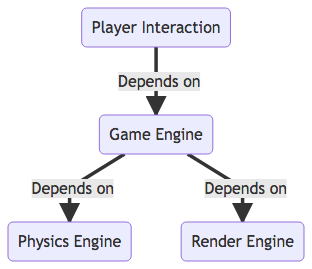 Player Interaction
Depends on
Game Engine
Depends on
Depends on
Physics Engine
Render Engine